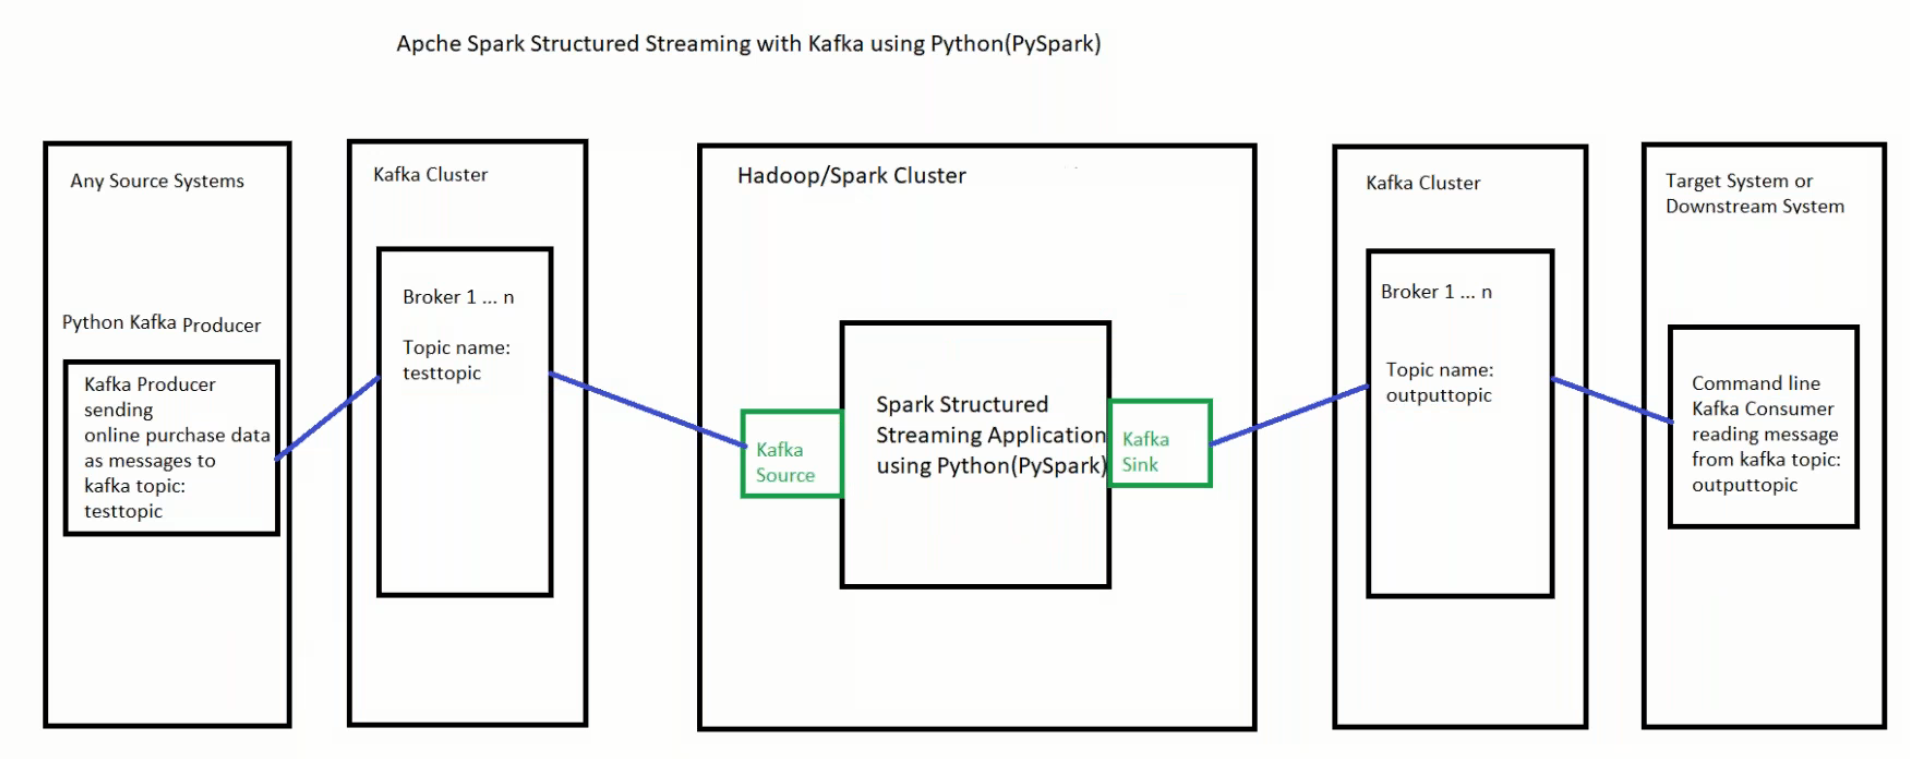 Apche Spark Structured Streaming with Kafka using Python(PySpark)
Any Source Systems
Python Kafka Producer
Kafka Producer
sending
online purchase data
as messages to
kafka topic:
testtopic
Kafka Cluster
Broker 1 ... n
Topic name:
testtopic
Hadoop/Spark Cluster
Kafka
Source
Spark Structured
Streaming Application
using Python(PySpark)
Kafka
Sink
Kafka Cluster
Broker 1 ... n
Topic name:
outputtopic
Target System or
Downstream System
Command line
Kafka Consumer
reading message
from kafka topic:
outputtopic